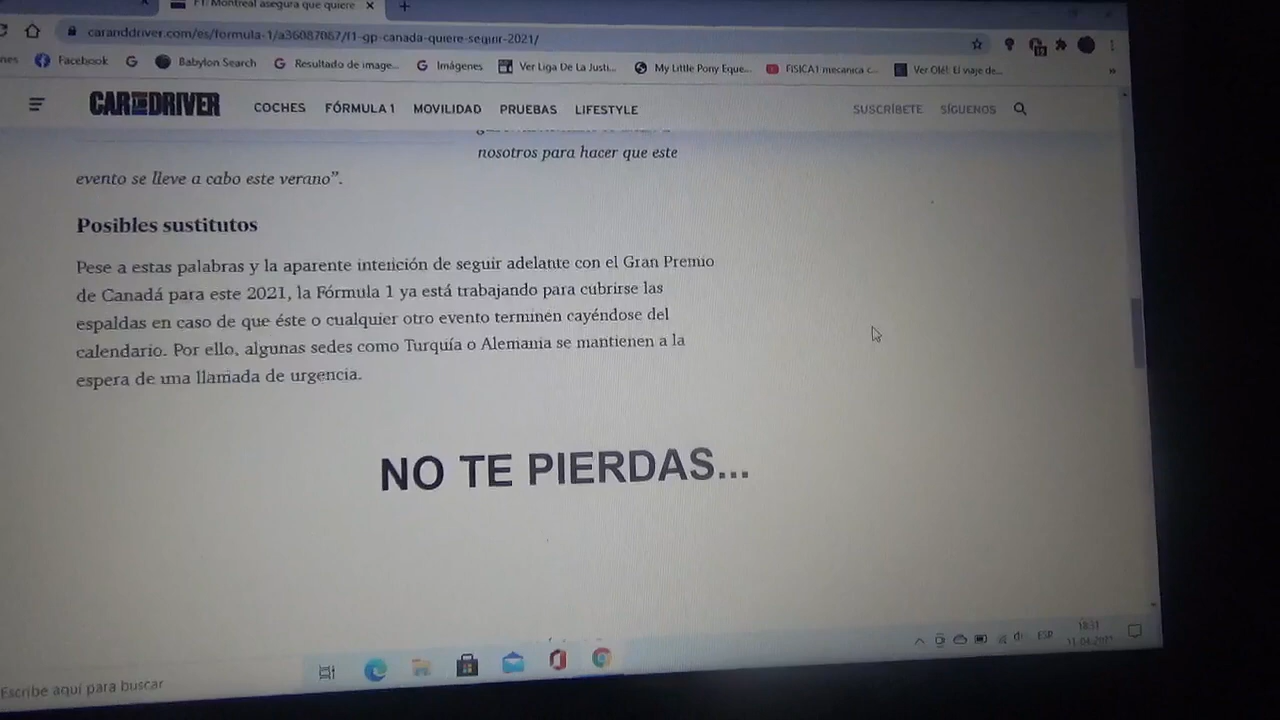 F1: Montreal asegura que quiere
caranddriver.com/es/formula-1/a36087067/f1-gp-canada-quiere-seguir-2021/
nes Facebook Babylon Search Resultado de image... Imágenes Ver Liga De La Justi... My Little Pony Eque... FISICA1 mecanica c... Ver Olé!: El viaje de...
CAR AND DRIVER COCHES FÓRMULA 1 MOVILIDAD PRUEBAS LIFESTYLE SUSCRÍBETE SÍGUENOS
nosotros para hacer que este
evento se lleve a cabo este verano”.
Posibles sustitutos
Pese a estas palabras y la aparente intención de seguir adelante con el Gran Premio
de Canadá para este 2021, la Fórmula 1 ya está trabajando para cubrirse las
espaldas en caso de que éste o cualquier otro evento terminen cayéndose del
calendario. Por ello, algunas sedes como Turquía o Alemania se mantienen a la
espera de una llamada de urgencia.
NO TE PIERDAS...
Escribe aquí para buscar
ESP
18:31